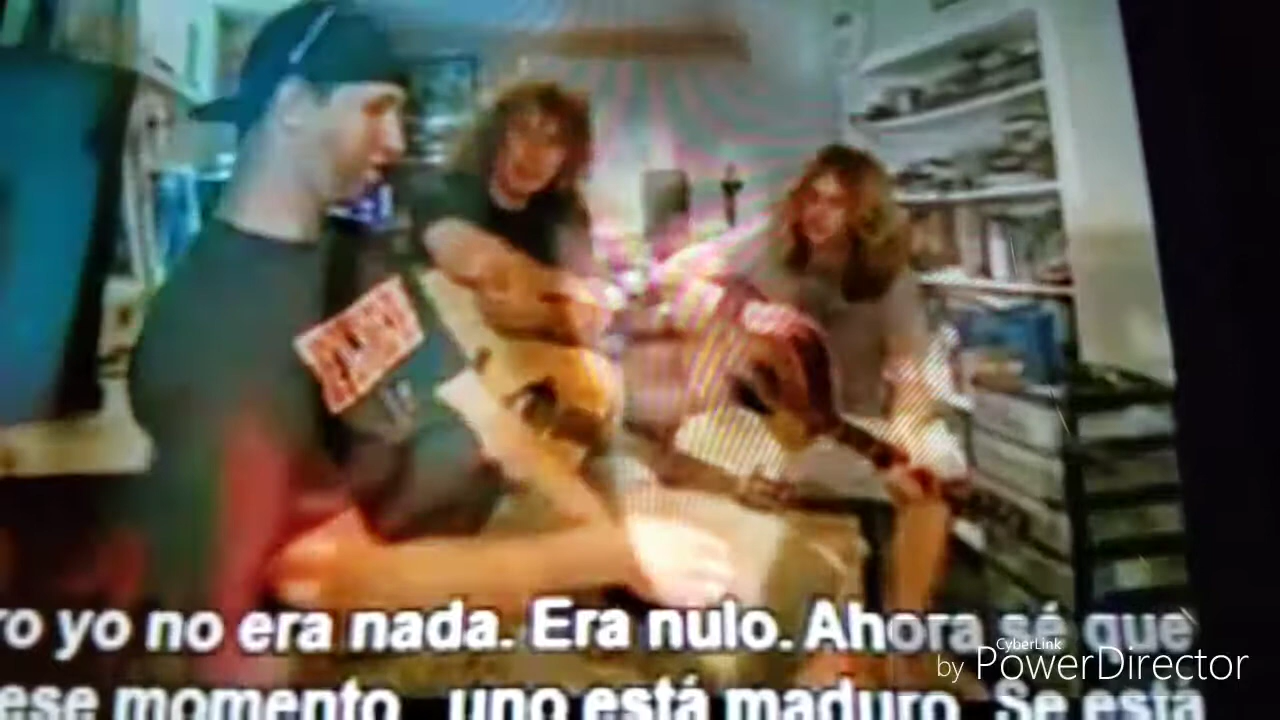 ro yo no era nada. Era nulo. Ahora sé que
ese momento, uno está maduro. Se está
CyberLink
by PowerDirector